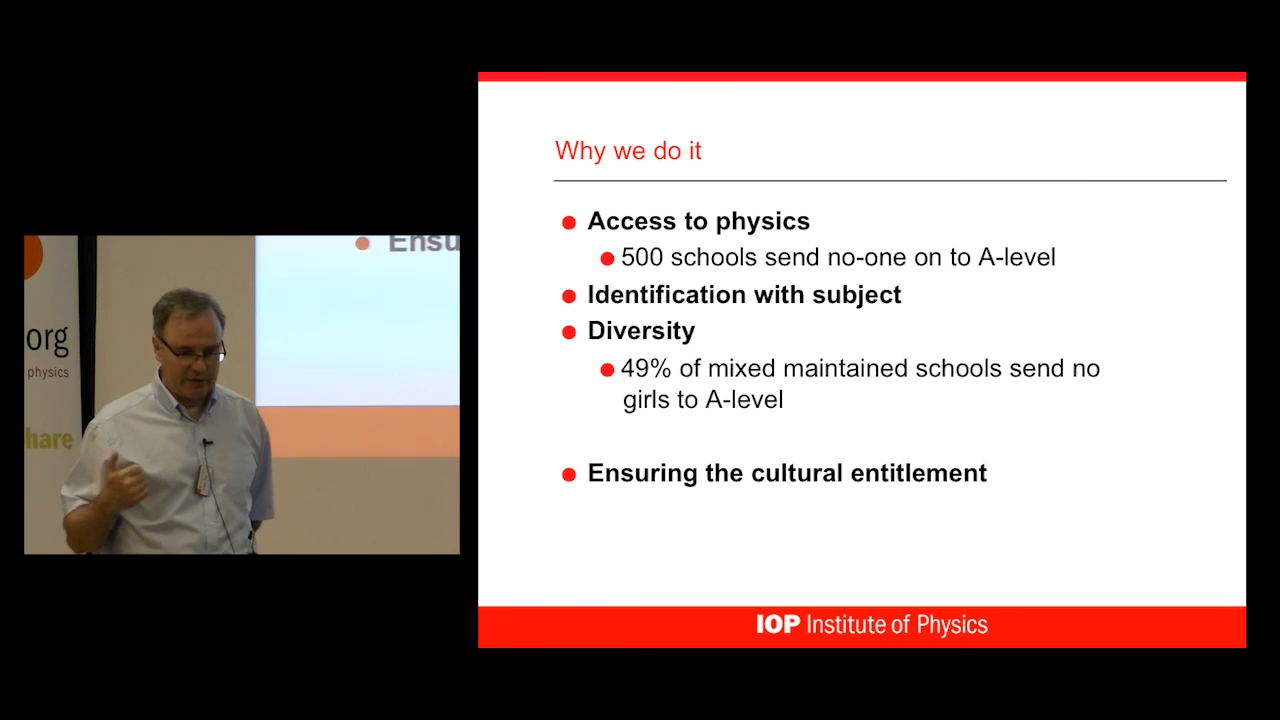 Why we do it
Access to physics
500 schools send no-one on to A-level
Identification with subject
Diversity
49% of mixed maintained schools send no
girls to A-level
Ensuring the cultural entitlement
IOP Institute of Physics
Ensu
org
physics
hare